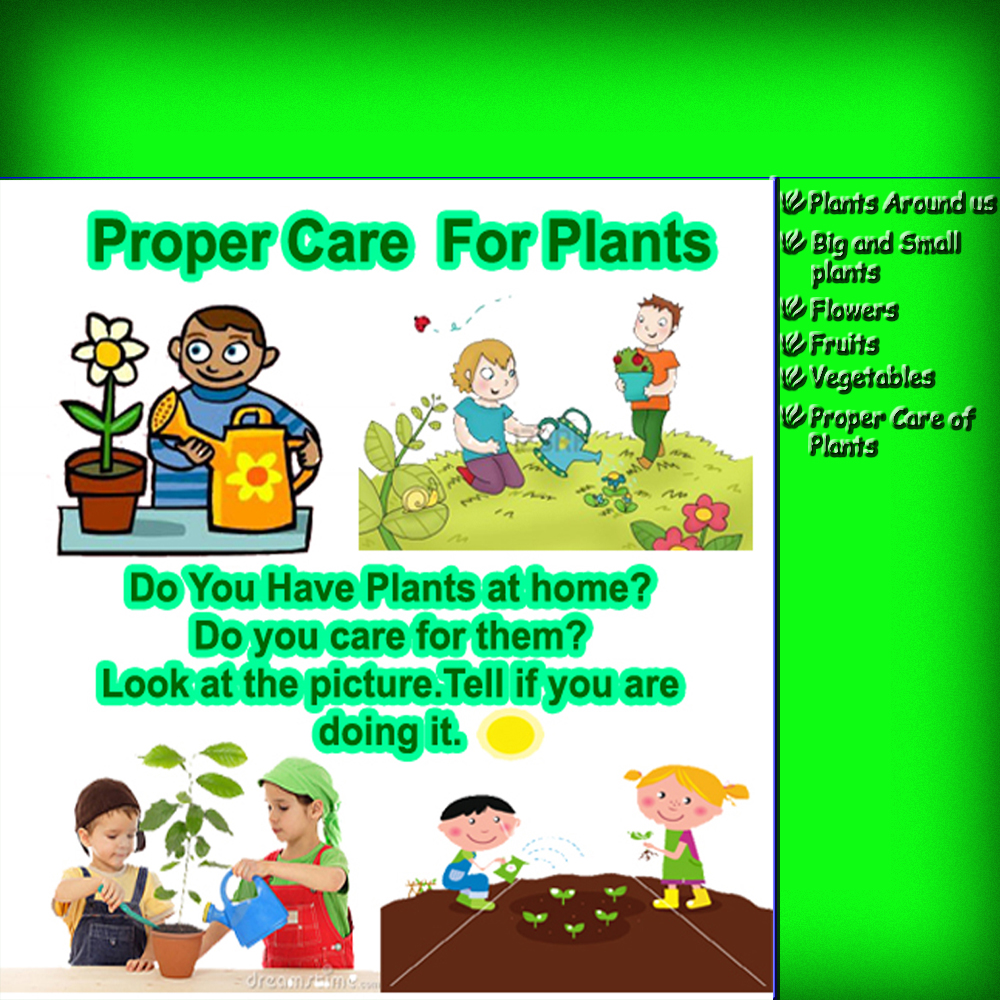 Proper Care For Plants
Do You Have Plants at home?
Do you care for them?
Look at the picture.Tell if you are
doing it.
dreamstime.com
Plants Around us
Big and Small
plants
Flowers
Fruits
Vegetables
Proper Care of
Plants